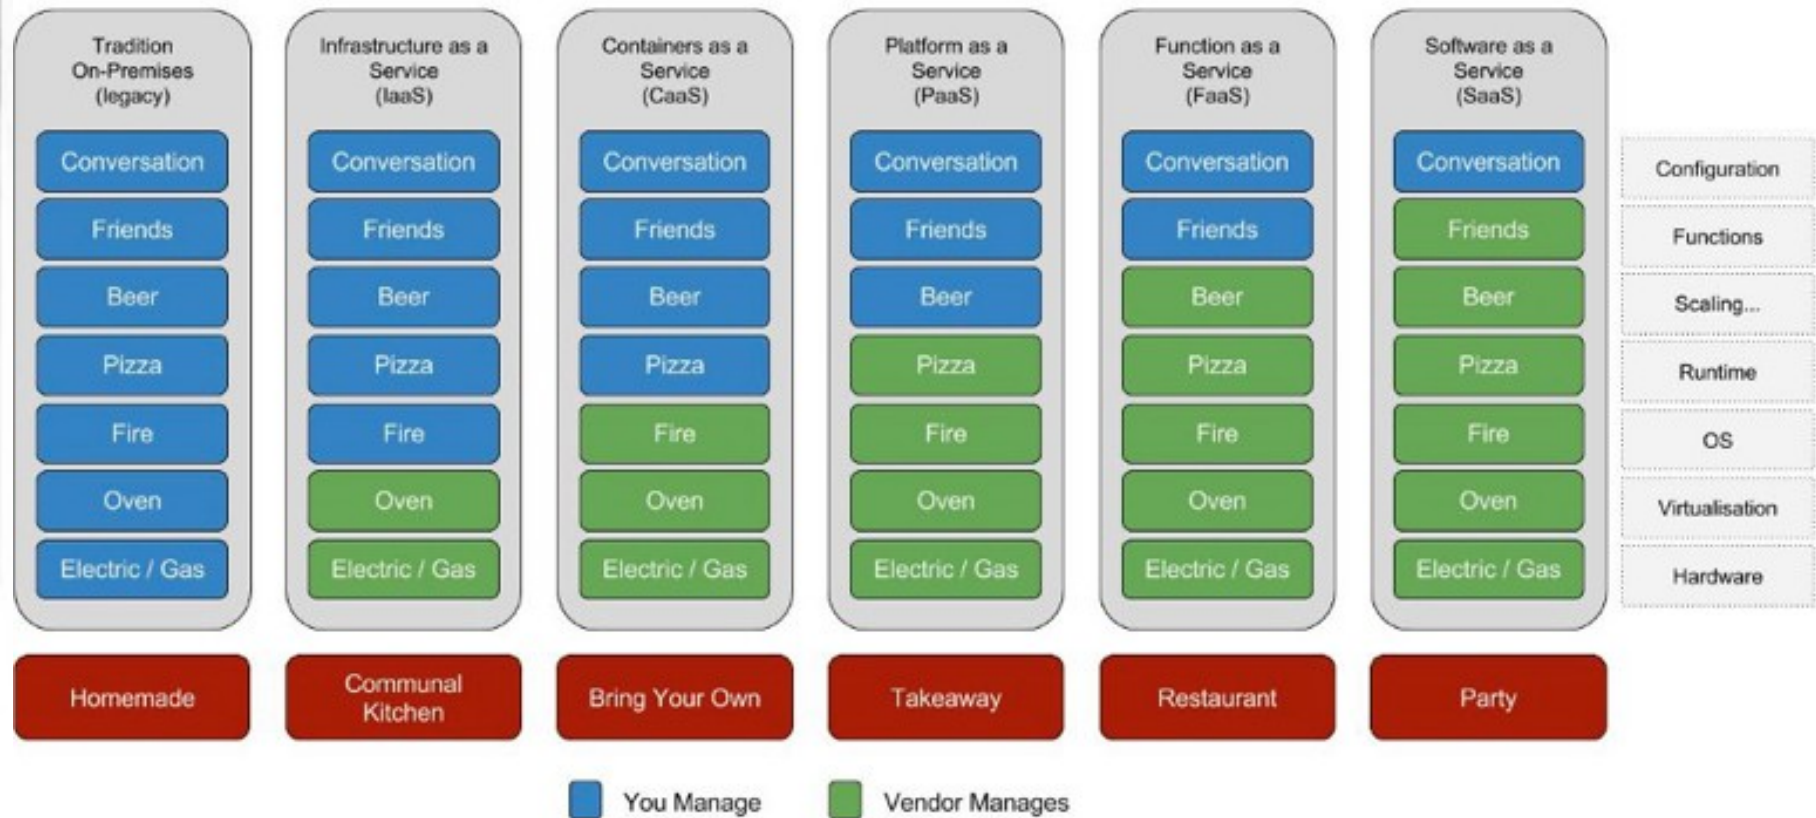 Tradition
On-Premises
(legacy)
Conversation
Friends
Beer
Pizza
Fire
Oven
Electric / Gas
Homemade
Infrastructure as a
Service
(IaaS)
Conversation
Friends
Beer
Pizza
Fire
Oven
Electric / Gas
Communal
Kitchen
Containers as a
Service
(CaaS)
Conversation
Friends
Beer
Pizza
Fire
Oven
Electric / Gas
Bring Your Own
Platform as a
Service
(PaaS)
Conversation
Friends
Beer
Pizza
Fire
Oven
Electric / Gas
Takeaway
Function as a
Service
(FaaS)
Conversation
Friends
Beer
Pizza
Fire
Oven
Electric / Gas
Restaurant
Software as a
Service
(SaaS)
Conversation
Friends
Beer
Pizza
Fire
Oven
Electric / Gas
Party
Configuration
Functions
Scaling...
Runtime
OS
Virtualisation
Hardware
You Manage
Vendor Manages